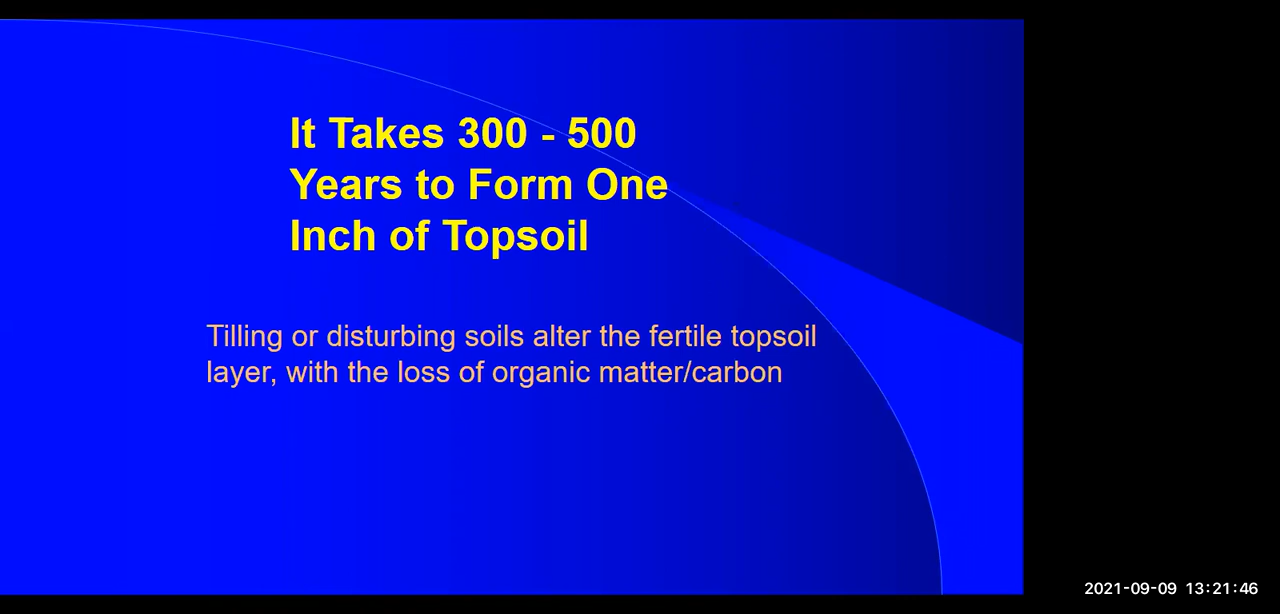 It Takes 300 - 500
Years to Form One
Inch of Topsoil
Tilling or disturbing soils alter the fertile topsoil
layer, with the loss of organic matter/carbon
2021-09-09 13:21:46